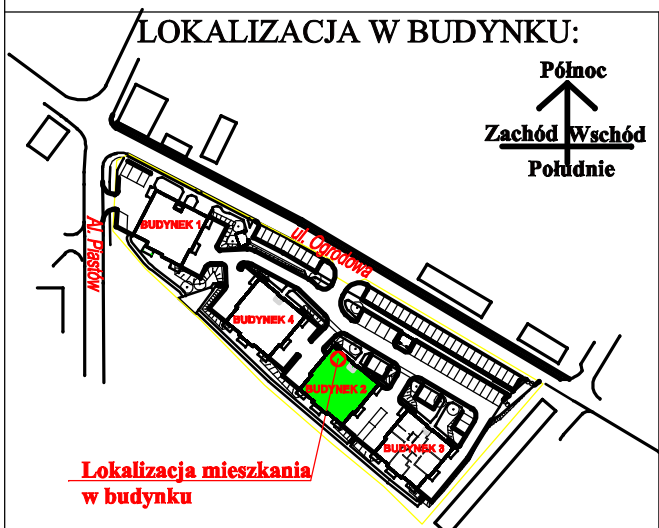 LOKALIZACJA W BUDYNKU:
Północ
Zachód Wschód
Południe
BUDYNEK 1
ul. Ogrodowa
Al. Piastów
BUDYNEK 4
BUDYNEK 2
BUDYNEK 3
Lokalizacja mieszkania
w budynku